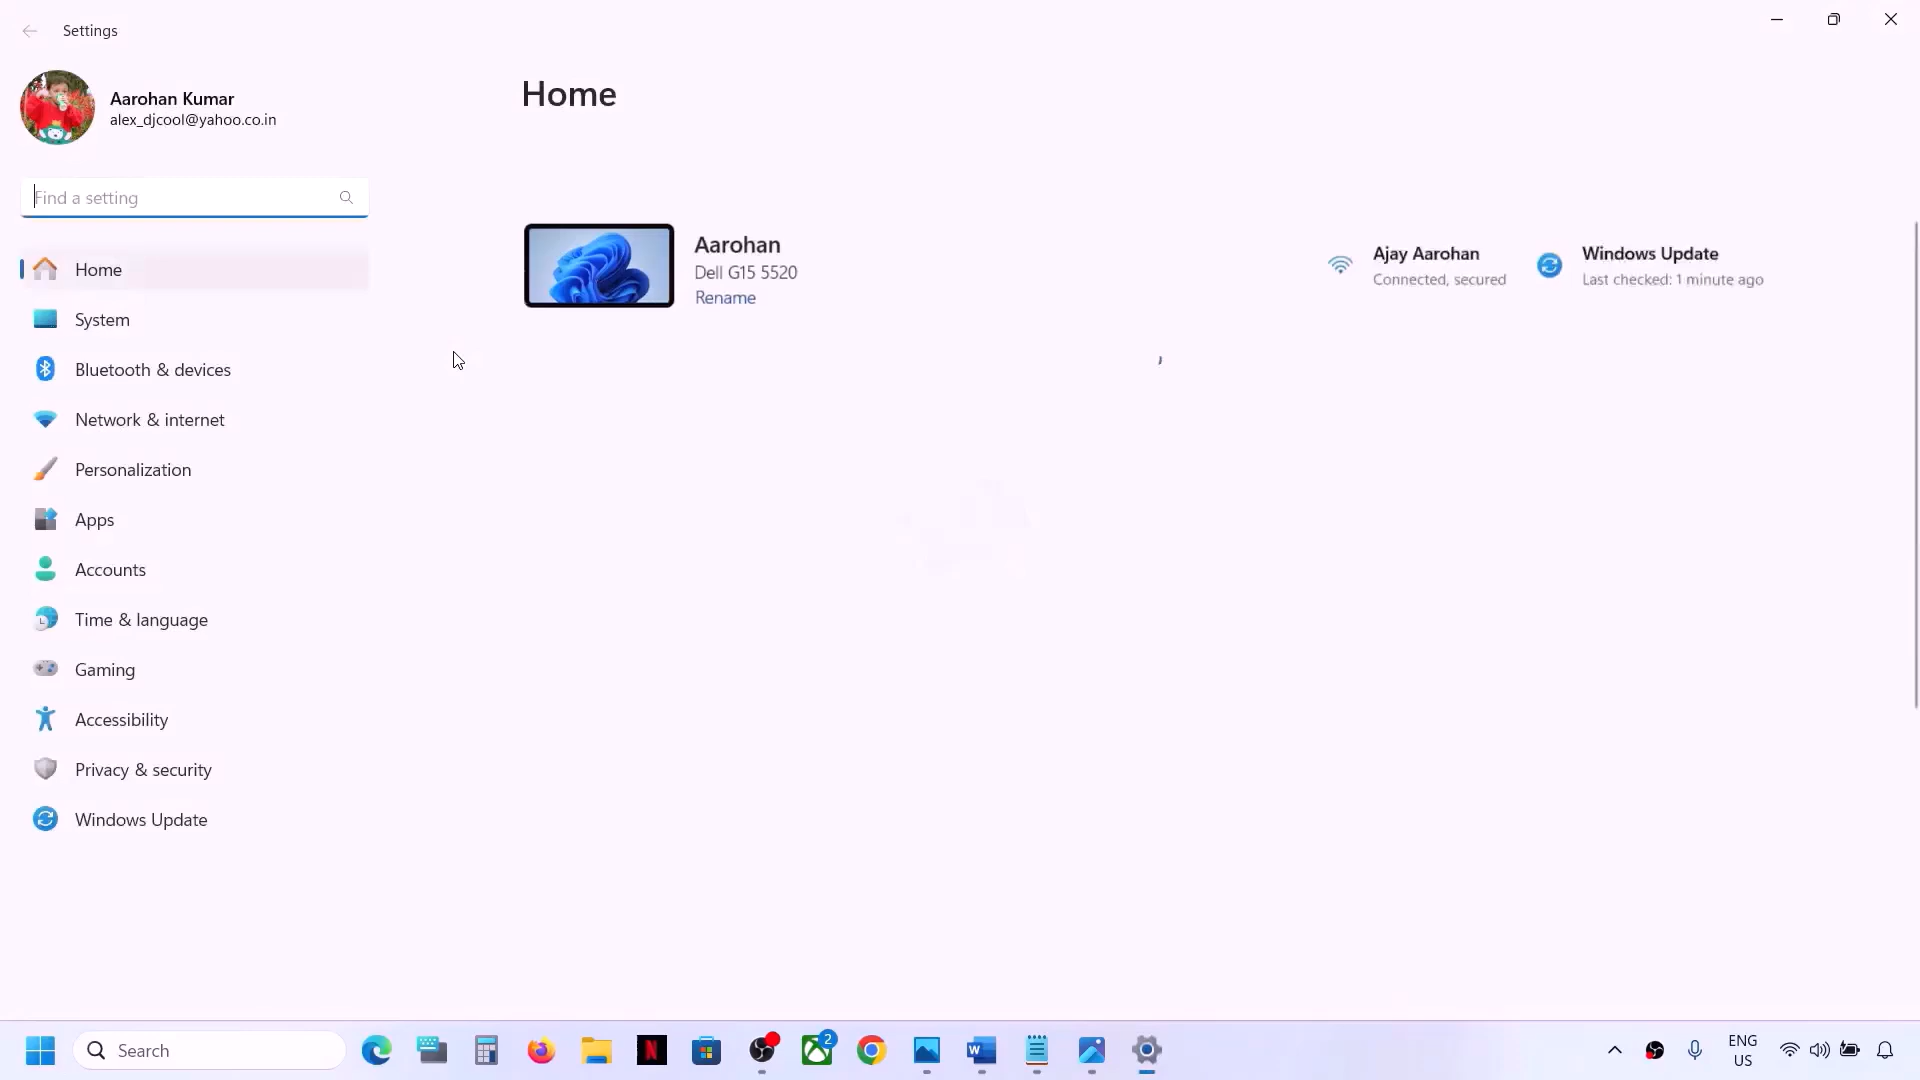 Settings
Aarohan Kumar
alex_djcool@yahoo.co.in
Home
Find a setting
Home
System
Bluetooth & devices
Network & internet
Personalization
Apps
Accounts
Time & language
Gaming
Accessibility
Privacy & security
Windows Update
Aarohan
Dell G15 5520
Rename
Ajay Aarohan
Connected, secured
Windows Update
Last checked: 1 minute ago
Search
N
2
W
ENG
US